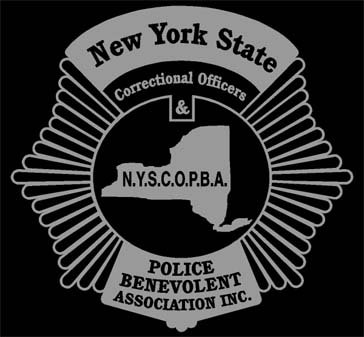 New York State
Correctional Officers
&
N.Y.S.C.O.P.B.A.
POLICE
BENEVOLENT
ASSOCIATION INC.